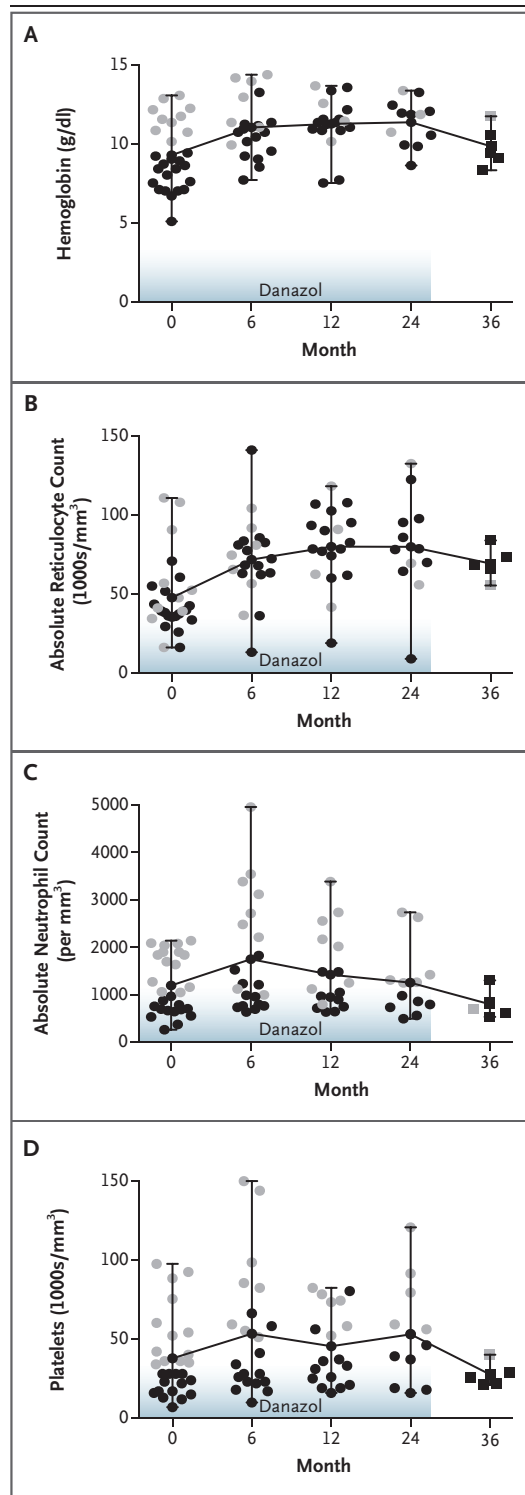 A
Hemoglobin (g/dl)
15
10
5
0
Danazol
0 6 12 24 36
Month
B
Absolute Reticulocyte Count
(1000s/mm³)
150
100
50
0
Danazol
0 6 12 24 36
Month
C
Absolute Neutrophil Count
(per mm³)
5000
4000
3000
2000
1000
0
Danazol
0 6 12 24 36
Month
D
Platelets (1000s/mm³)
150
100
50
0
Danazol
0 6 12 24 36
Month